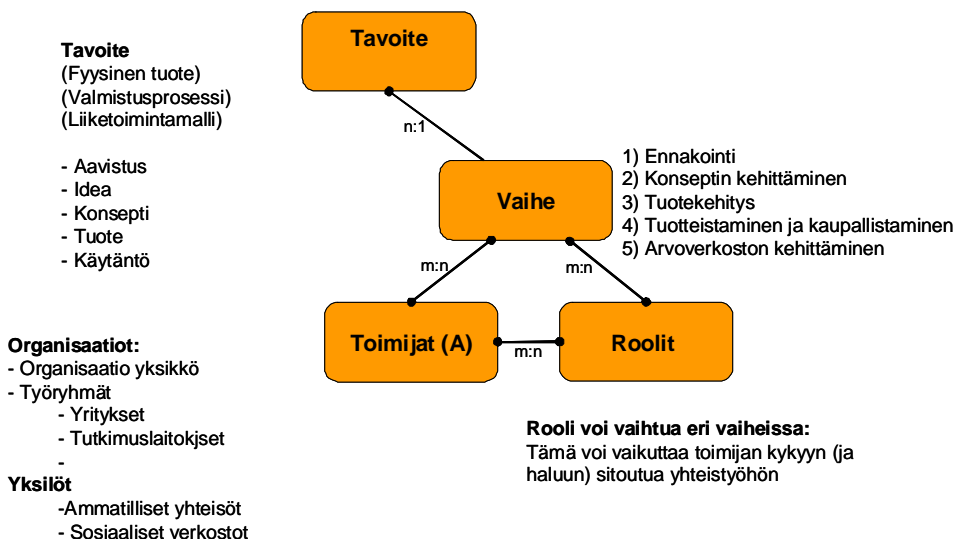 Tavoite
Tavoite
(Fyysinen tuote)
(Valmistusprosessi)
(Liiketoimintamalli)
- Aavistus
- Idea
- Konsepti
- Tuote
- Käytäntö
n:1
Vaihe
1) Ennakointi
2) Konseptin kehittäminen
3) Tuotekehitys
4) Tuotteistaminen ja kaupallistaminen
5) Arvoverkoston kehittäminen
m:n
m:n
Toimijat (A)
m:n
Roolit
Organisaatiot:
- Organisaatio yksikkö
- Työryhmät
- Yritykset
- Tutkimuslaitokjset
-
Yksilöt
-Ammatilliset yhteisöt
- Sosiaaliset verkostot
Rooli voi vaihtua eri vaiheissa:
Tämä voi vaikuttaa toimijan kykyyn (ja
haluun) sitoutua yhteistyöhön